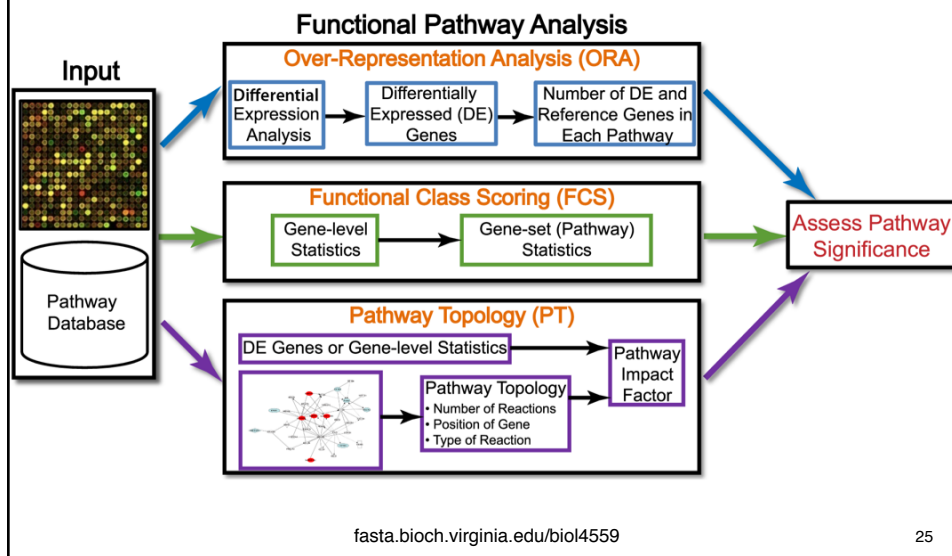 Functional Pathway Analysis
Input
Pathway
Database
Over-Representation Analysis (ORA)
Differential
Expression
Analysis
Differentially
Expressed (DE)
Genes
Number of DE and
Reference Genes in
Each Pathway
Functional Class Scoring (FCS)
Gene-level
Statistics
Gene-set (Pathway)
Statistics
Pathway Topology (PT)
DE Genes or Gene-level Statistics
Pathway Topology
• Number of Reactions
• Position of Gene
• Type of Reaction
Pathway
Impact
Factor
Assess Pathway
Significance
fasta.bioch.virginia.edu/biol4559
25